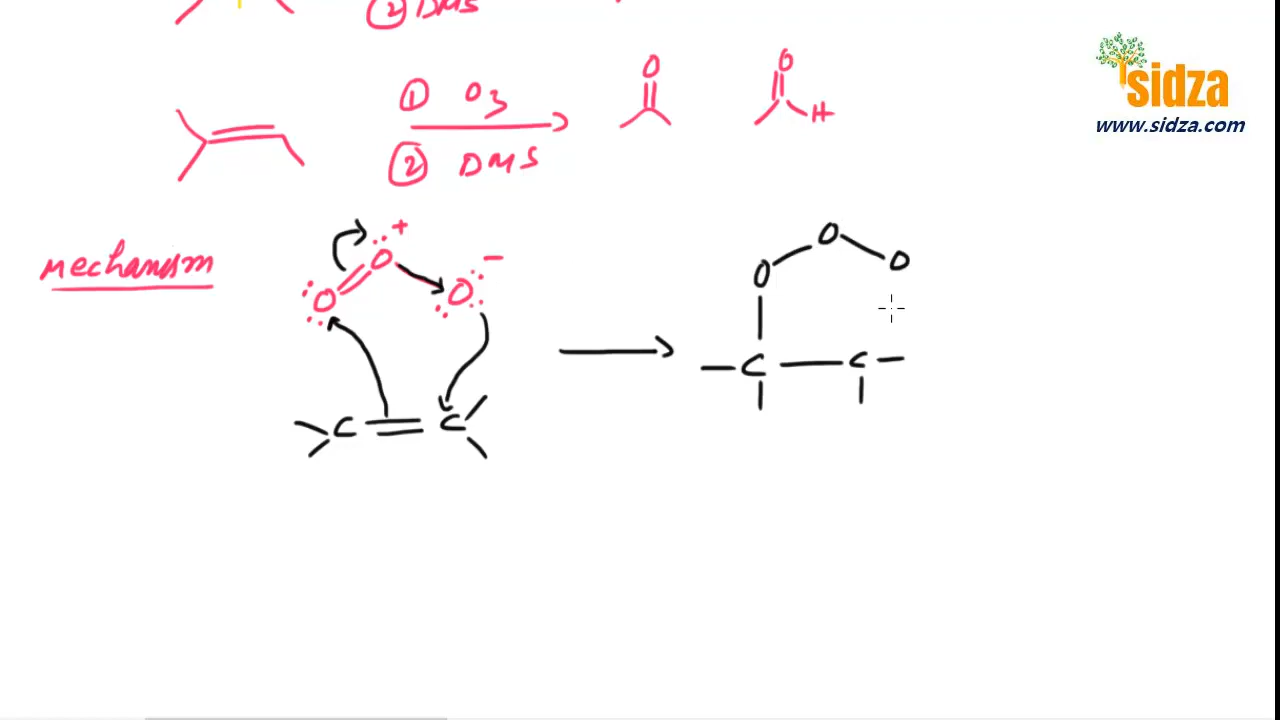 ② DMS
① O3
② DMS
O O
H
sidza
www.sidza.com
Mechanism
O O+ O-
C C
O O O
C C